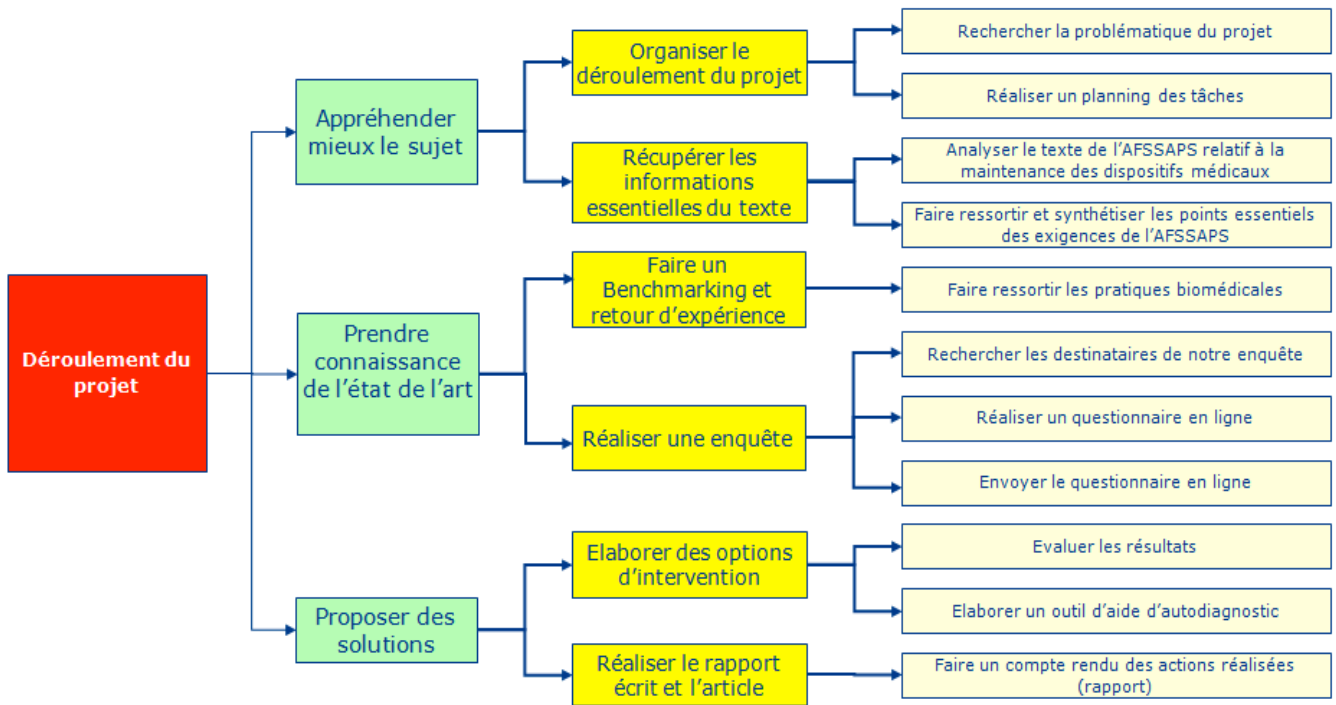 Déroulement du
projet
Appréhender
mieux le sujet
Organiser le
déroulement du projet
Rechercher la problématique du projet
Réaliser un planning des tâches
Récupérer les
informations
essentielles du texte
Analyser le texte de l'AFSSAPS relatif à la
maintenance des dispositifs médicaux
Faire ressortir et synthétiser les points essentiels
des exigences de l'AFSSAPS
Prendre
connaissance
de l'état de l'art
Faire un
Benchmarking et
retour d'expérience
Faire ressortir les pratiques biomédicales
Réaliser une enquête
Rechercher les destinataires de notre enquête
Réaliser un questionnaire en ligne
Envoyer le questionnaire en ligne
Proposer des
solutions
Elaborer des options
d'intervention
Evaluer les résultats
Elaborer un outil d'aide d'autodiagnostic
Réaliser le rapport
écrit et l'article
Faire un compte rendu des actions réalisées
(rapport)